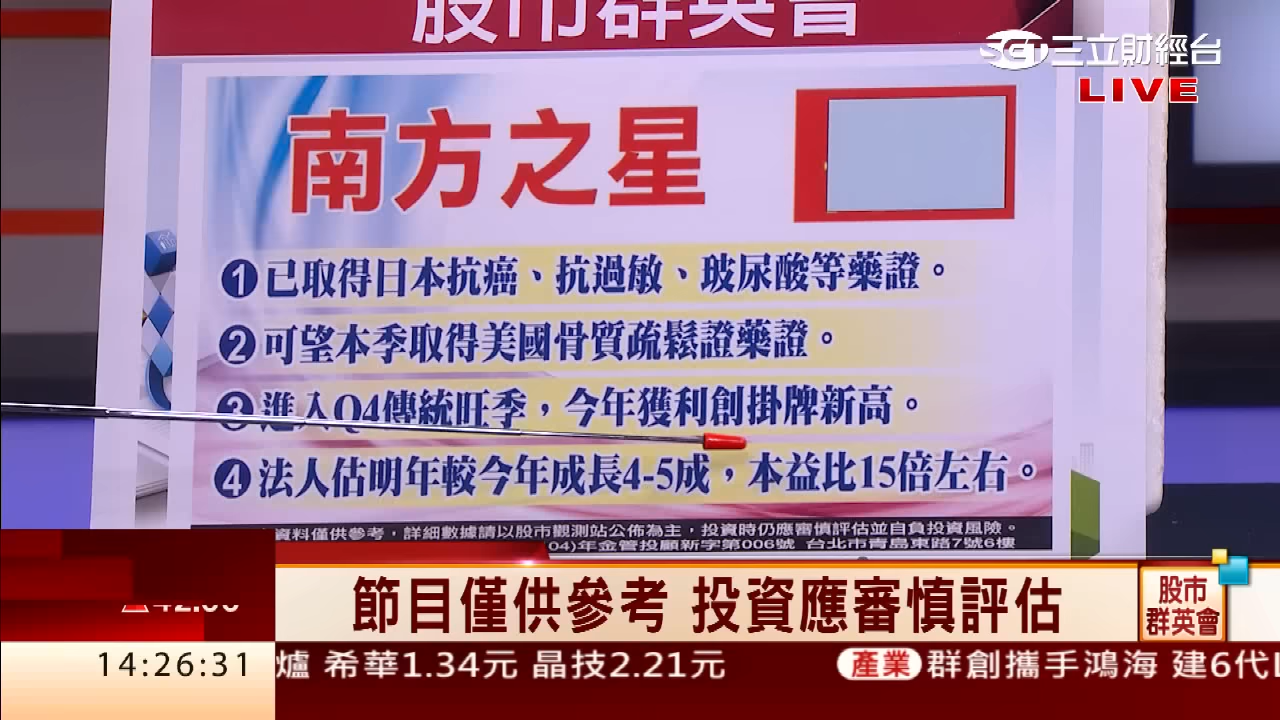 股市群英會
三立財經台
LIVE
南方之星
❶已取得日本抗癌、抗過敏、玻尿酸等藥證。
❷可望本季取得美國骨質疏鬆證藥證。
❸進入Q4傳統旺季，今年獲利創掛牌新高。
❹法人估明年較今年成長4-5成，本益比15倍左右。
資料僅供參考，詳細數據請以股市觀測站公佈為主，投資時仍應審慎評估並自負投資風險。
04)年金管投顧新字第006號 台北市青島東路7號6樓
節目僅供參考 投資應審慎評估
股市
群英會
14:26:31
爐 希華1.34元 晶技2.21元 產業 群創攜手鴻海 建6代